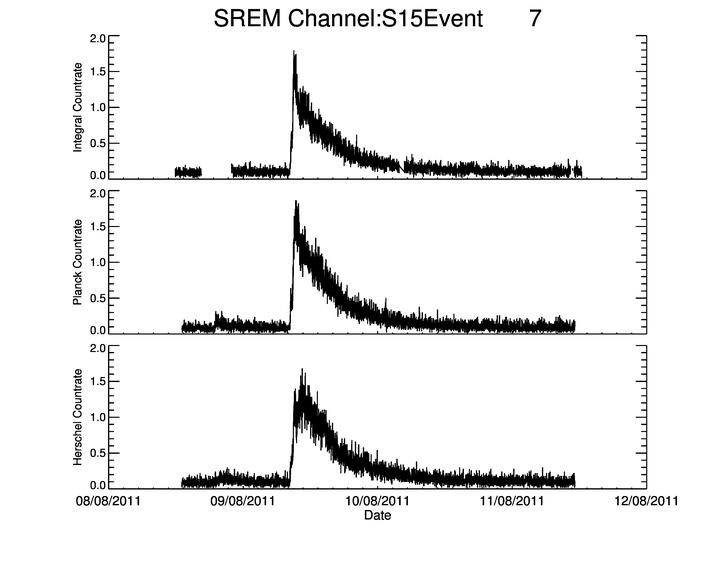 SREM Channel:S15Event 7
2.0
1.5
1.0
0.5
0.0
Integral Countrate
2.0
1.5
1.0
0.5
0.0
Planck Countrate
2.0
1.5
1.0
0.5
0.0
Herschel Countrate
08/08/2011 09/08/2011 10/08/2011 11/08/2011 12/08/2011
Date